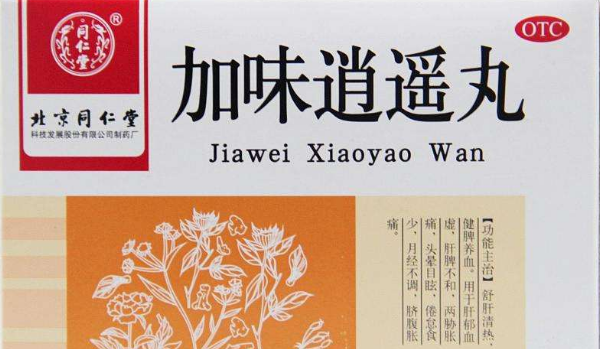 ®
同仁堂
北京同仁堂
科技发展股份有限公司制药厂
OTC
加味逍遥丸
Jiawei Xiaoyao Wan
【功能主治】舒肝清热，
健脾养血。用于肝郁血
虚，肝脾不和，两胁胀
痛，头晕目眩，倦怠食
少，月经不调，脐腹胀
痛。